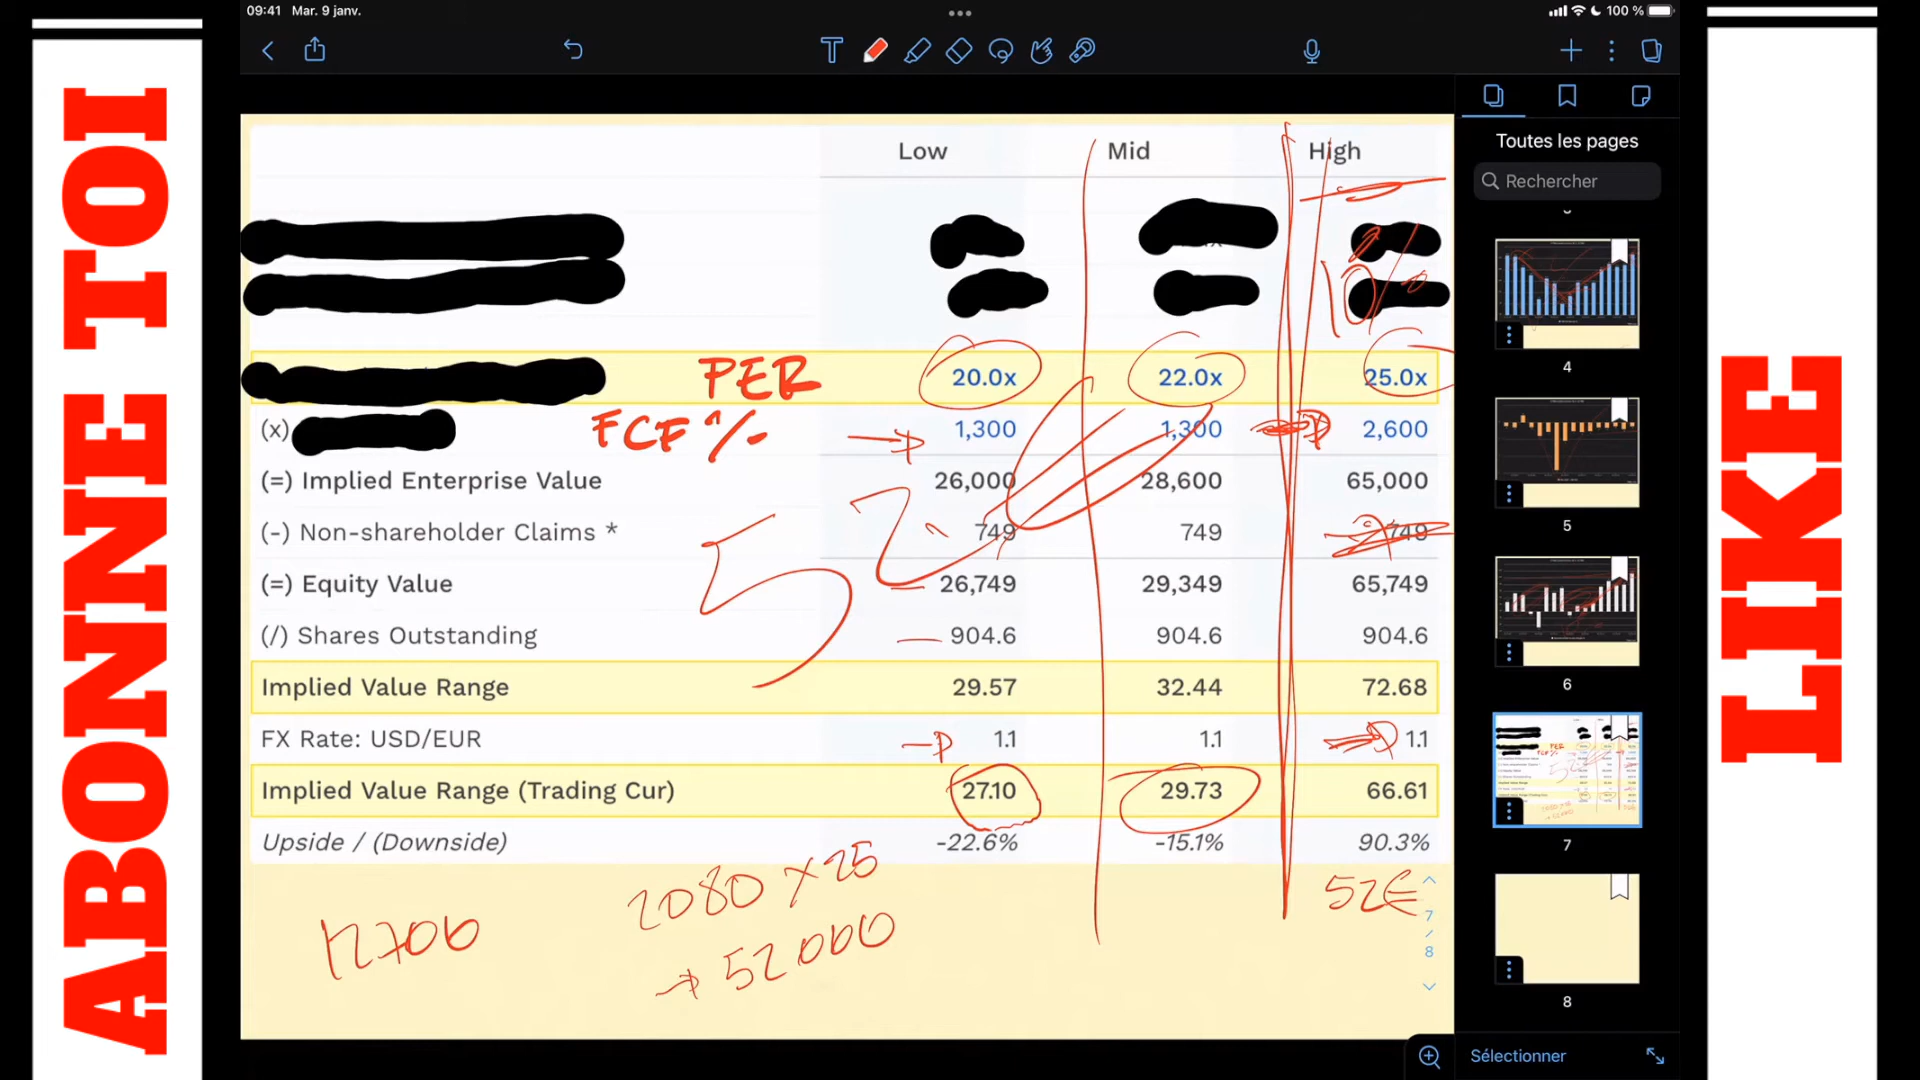 ABONNE TOI
09:41 Mar. 9 janv.
100 %
T
Low Mid High
10%
PER 20.0x 22.0x 25.0x
(x) FCF % 1,300 1,300 2,600
(=) Implied Enterprise Value 26,000 28,600 65,000
(-) Non-shareholder Claims * 749 749 749
(=) Equity Value 26,749 29,349 65,749
(/) Shares Outstanding 904.6 904.6 904.6
Implied Value Range 29.57 32.44 72.68
FX Rate: USD/EUR 1.1 1.1 1.1
Implied Value Range (Trading Cur) 27.10 29.73 66.61
Upside / (Downside) -22.6% -15.1% 90.3%
52€
52
2080 x 25
→ 52000
7
/
8
Toutes les pages
Rechercher
4
5
6
7
8
Sélectionner
LIKE